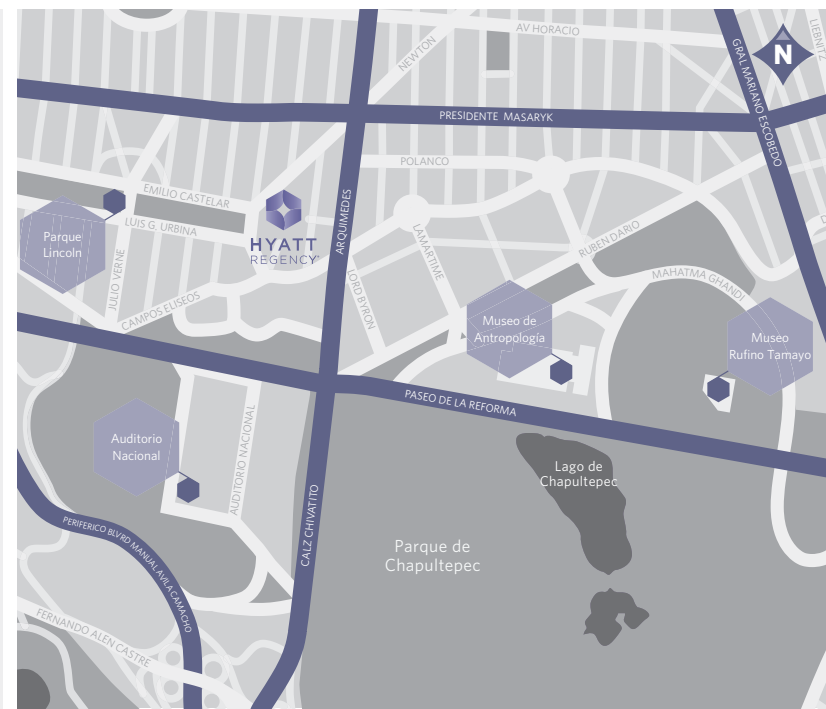 AV HORACIO
LIEBNITZ
NEWTON
GRAL MARIANO ESCOBEDO
N
PRESIDENTE MASARYK
POLANCO
EMILIO CASTELAR
LUIS G. URBINA
HYATT
REGENCY
ARQUIMEDES
Parque
Lincoln
JULIO VERNE
CAMPOS ELISEOS
LORD BYRON
LAMARTIME
RUBEN DARIO
MAHATMA GHANDI
Museo de
Antropología
Museo
Rufino Tamayo
PASEO DE LA REFORMA
Auditorio
Nacional
AUDITORIO NACIONAL
Lago de
Chapultepec
CALZ CHIVATITO
PERIFERICO BLVRD MANUAL AVILA CAMACHO
Parque de
Chapultepec
FERNANDO ALEN CASTRE